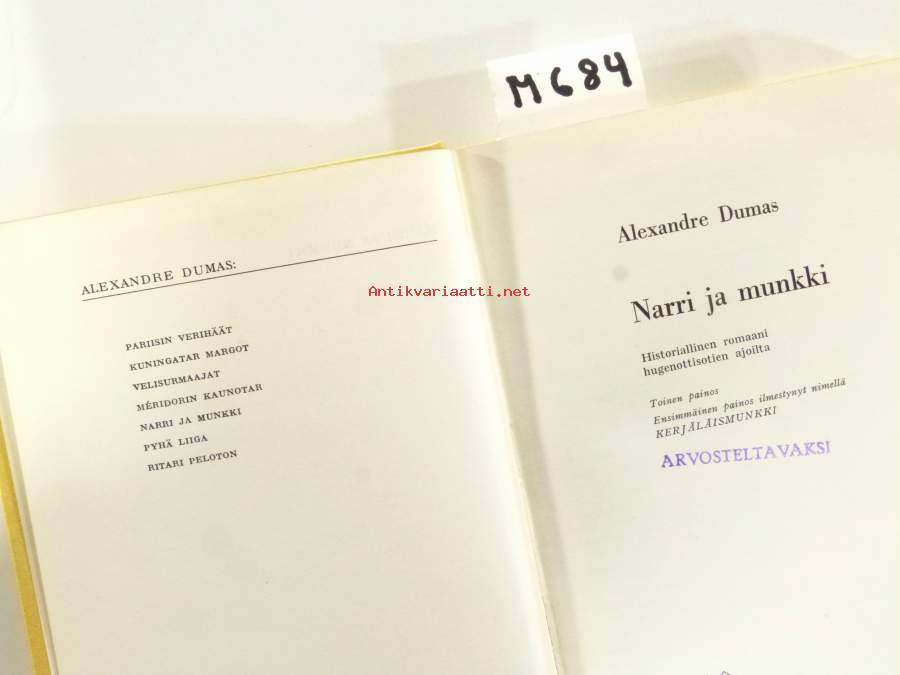 M684
ALEXANDRE DUMAS:
PARIISIN VERIHÄÄT
KUNINGATAR MARGOT
VELISURMAAJAT
MÉRIDORIN KAUNOTAR
NARRI JA MUNKKI
PYHÄ LIIGA
RITARI PELOTON
Antikvariaatti.net
Alexandre Dumas
Narri ja munkki
Historiallinen romaani
hugenottisotien ajoilta
Toinen painos
Ensimmäinen painos ilmestynyt nimellä
KERJÄLÄISMUNKKI
ARVOSTELTAVAKSI